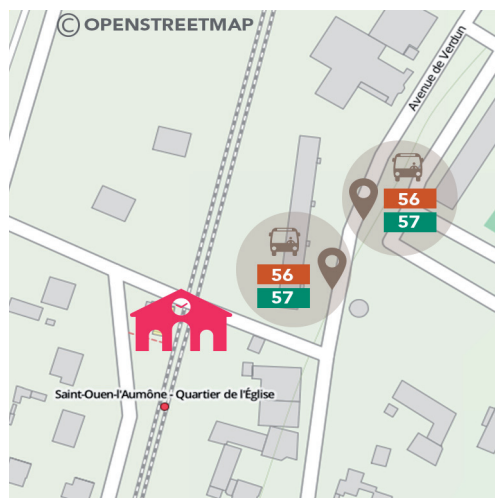 © OPENSTREETMAP
Avenue de Verdun
56
57
56
57
Saint-Ouen-l'Aumône - Quartier de l'Église